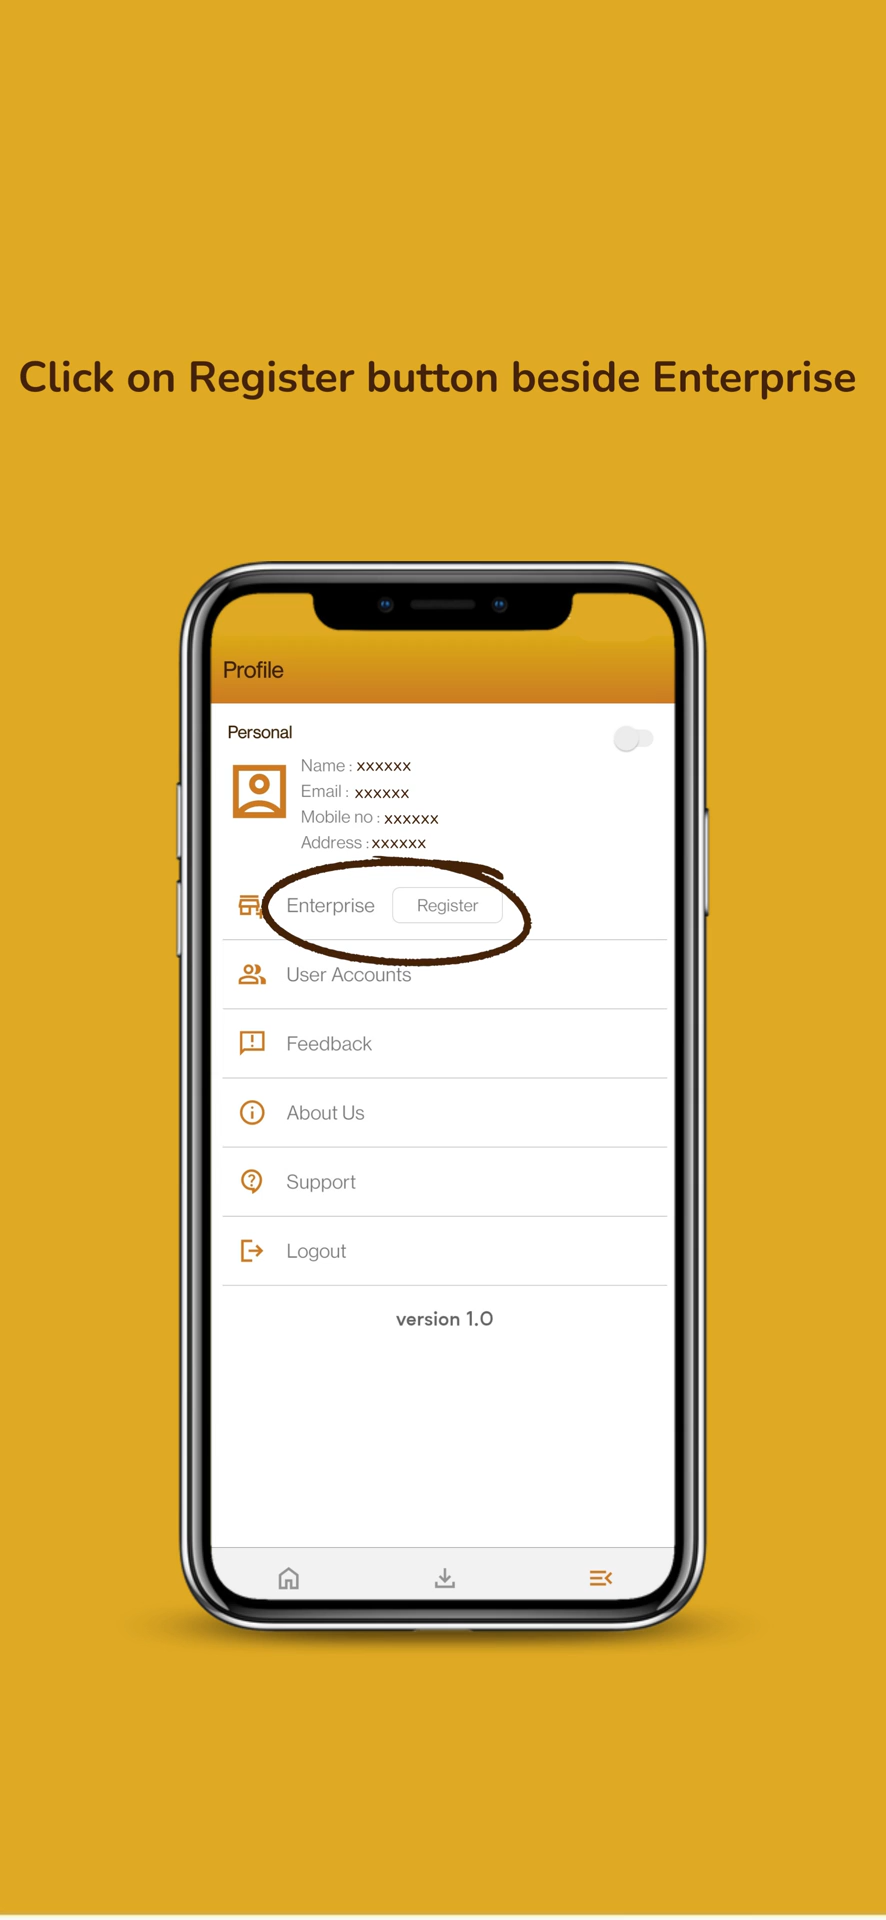 Click on Register button beside Enterprise
Profile
Personal
Name : xxxxxx
Email : xxxxxx
Mobile no : xxxxxx
Address : xxxxxx
Enterprise Register
User Accounts
Feedback
About Us
Support
Logout
version 1.0